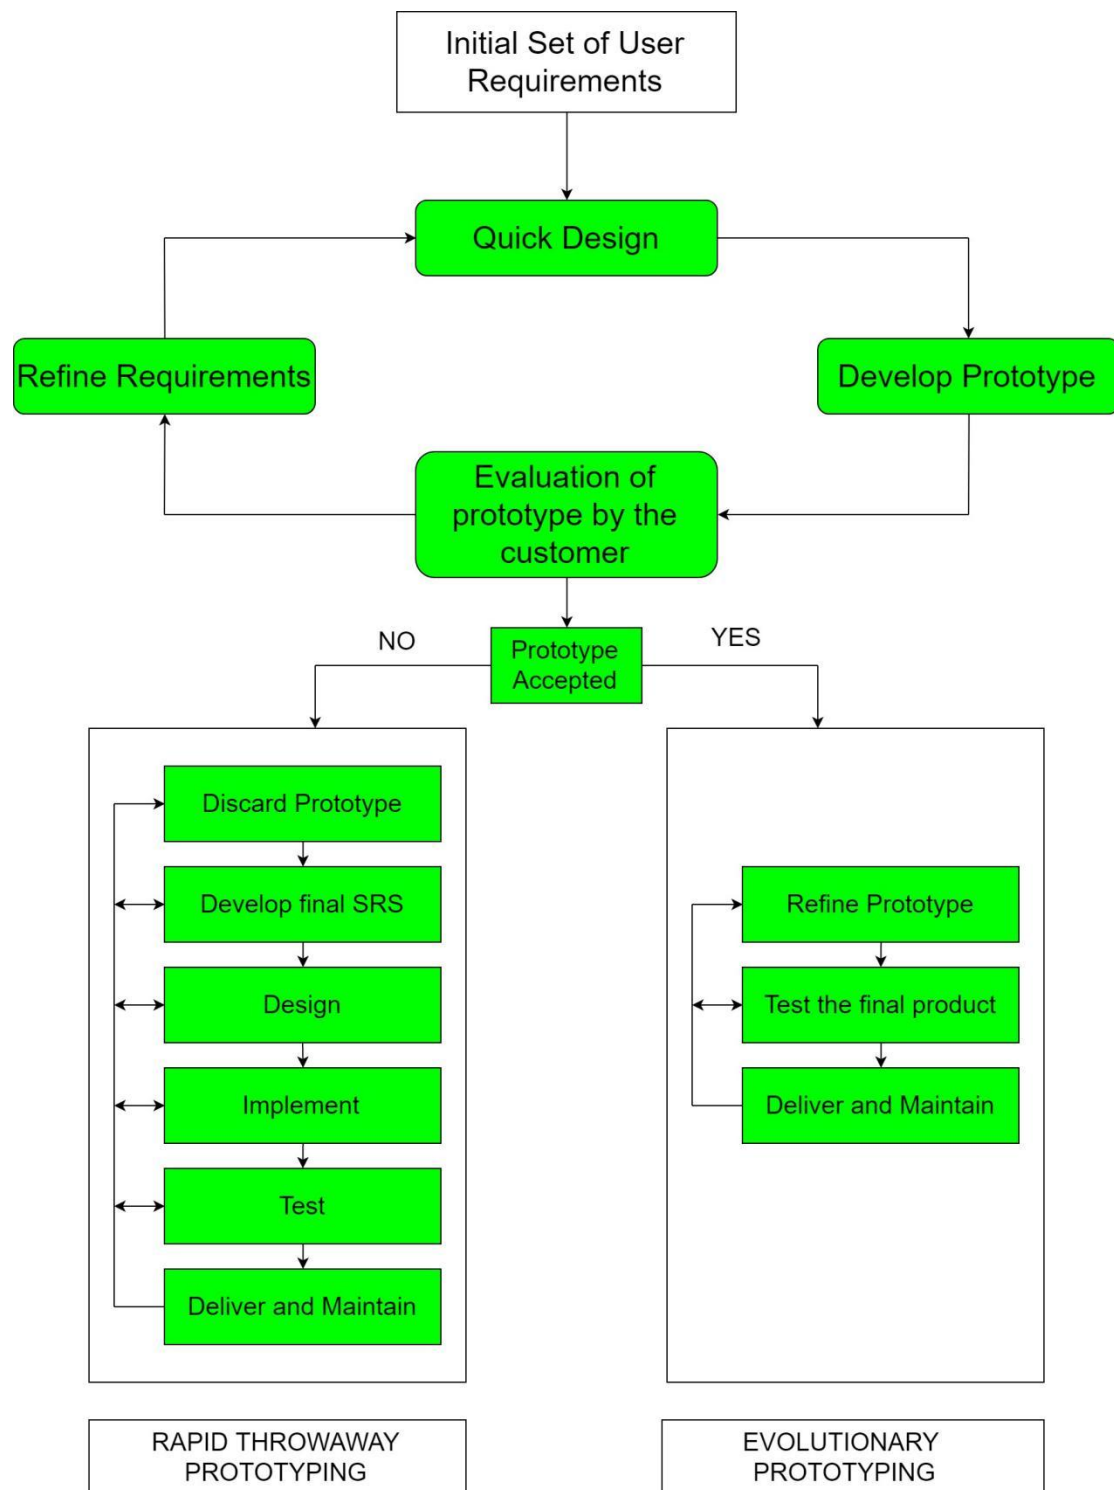 Initial Set of User
Requirements
Quick Design
Refine Requirements
Develop Prototype
Evaluation of
prototype by the
customer
NO
YES
Prototype
Accepted
Discard Prototype
Develop final SRS
Design
Implement
Test
Deliver and Maintain
Refine Prototype
Test the final product
Deliver and Maintain
RAPID THROWAWAY
PROTOTYPING
EVOLUTIONARY
PROTOTYPING